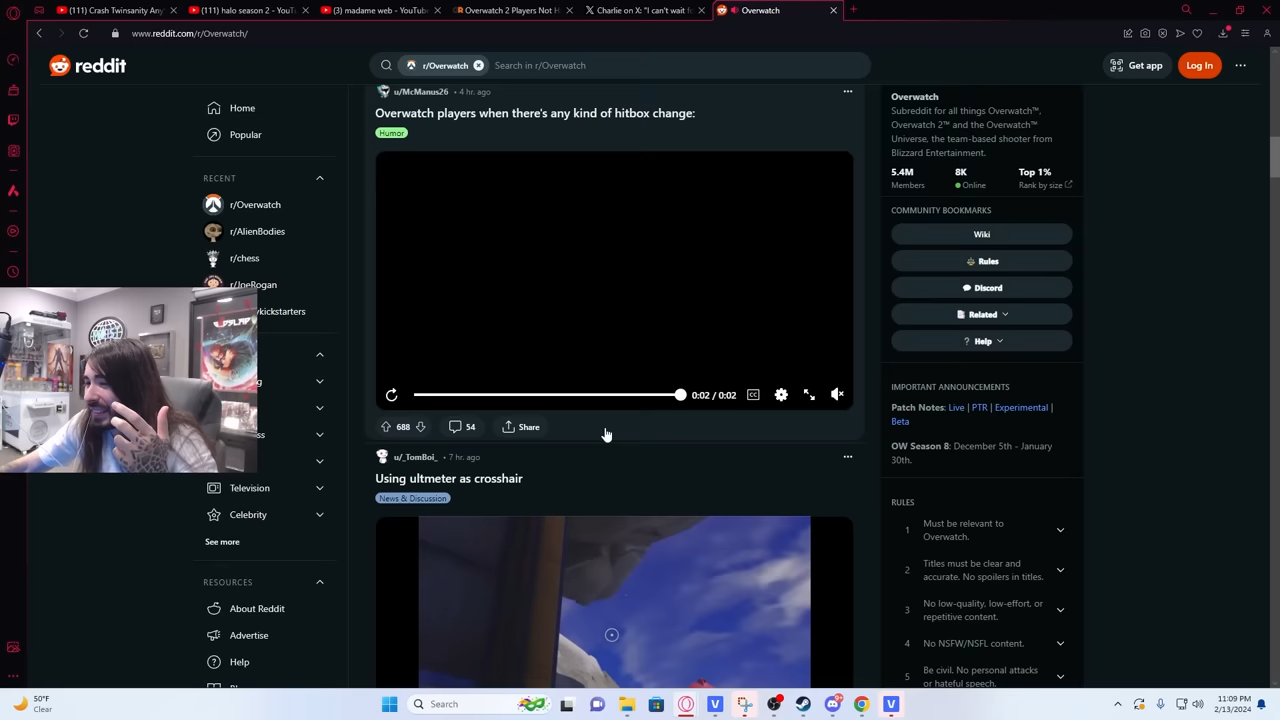 (111) Crash Twinsanity Any
(111) halo season 2 - YouT
(3) madame web - YouTube
Overwatch 2 Players Not H
Charlie on X: "I can't wait f
Overwatch
www.reddit.com/r/Overwatch/
reddit
r/Overwatch
Search in r/Overwatch
Get app
Log In
Home
Popular
RECENT
r/Overwatch
r/AlienBodies
r/chess
r/JoeRogan
kickstarters
Television
Celebrity
See more
RESOURCES
About Reddit
Advertise
Help
u/McManus26 • 4 hr. ago
Overwatch players when there's any kind of hitbox change:
Humor
0:02 / 0:02
CC
688
54
Share
u/_TomBoi_ • 7 hr. ago
Using ultmeter as crosshair
News & Discussion
Overwatch
Subreddit for all things Overwatch™,
Overwatch 2™ and the Overwatch™
Universe, the team-based shooter from
Blizzard Entertainment.
5.4M
8K
Top 1%
Members
Online
Rank by size
COMMUNITY BOOKMARKS
Wiki
Rules
Discord
Related
Help
IMPORTANT ANNOUNCEMENTS
Patch Notes: Live | PTR | Experimental |
Beta
OW Season 8: December 5th - January
30th.
RULES
1 Must be relevant to
Overwatch.
2 Titles must be clear and
accurate. No spoilers in titles.
3 No low-quality, low-effort, or
repetitive content.
4 No NSFW/NSFL content.
5 Be civil. No personal attacks
or hateful speech.
50°F
Clear
Search
11:09 PM
2/13/2024